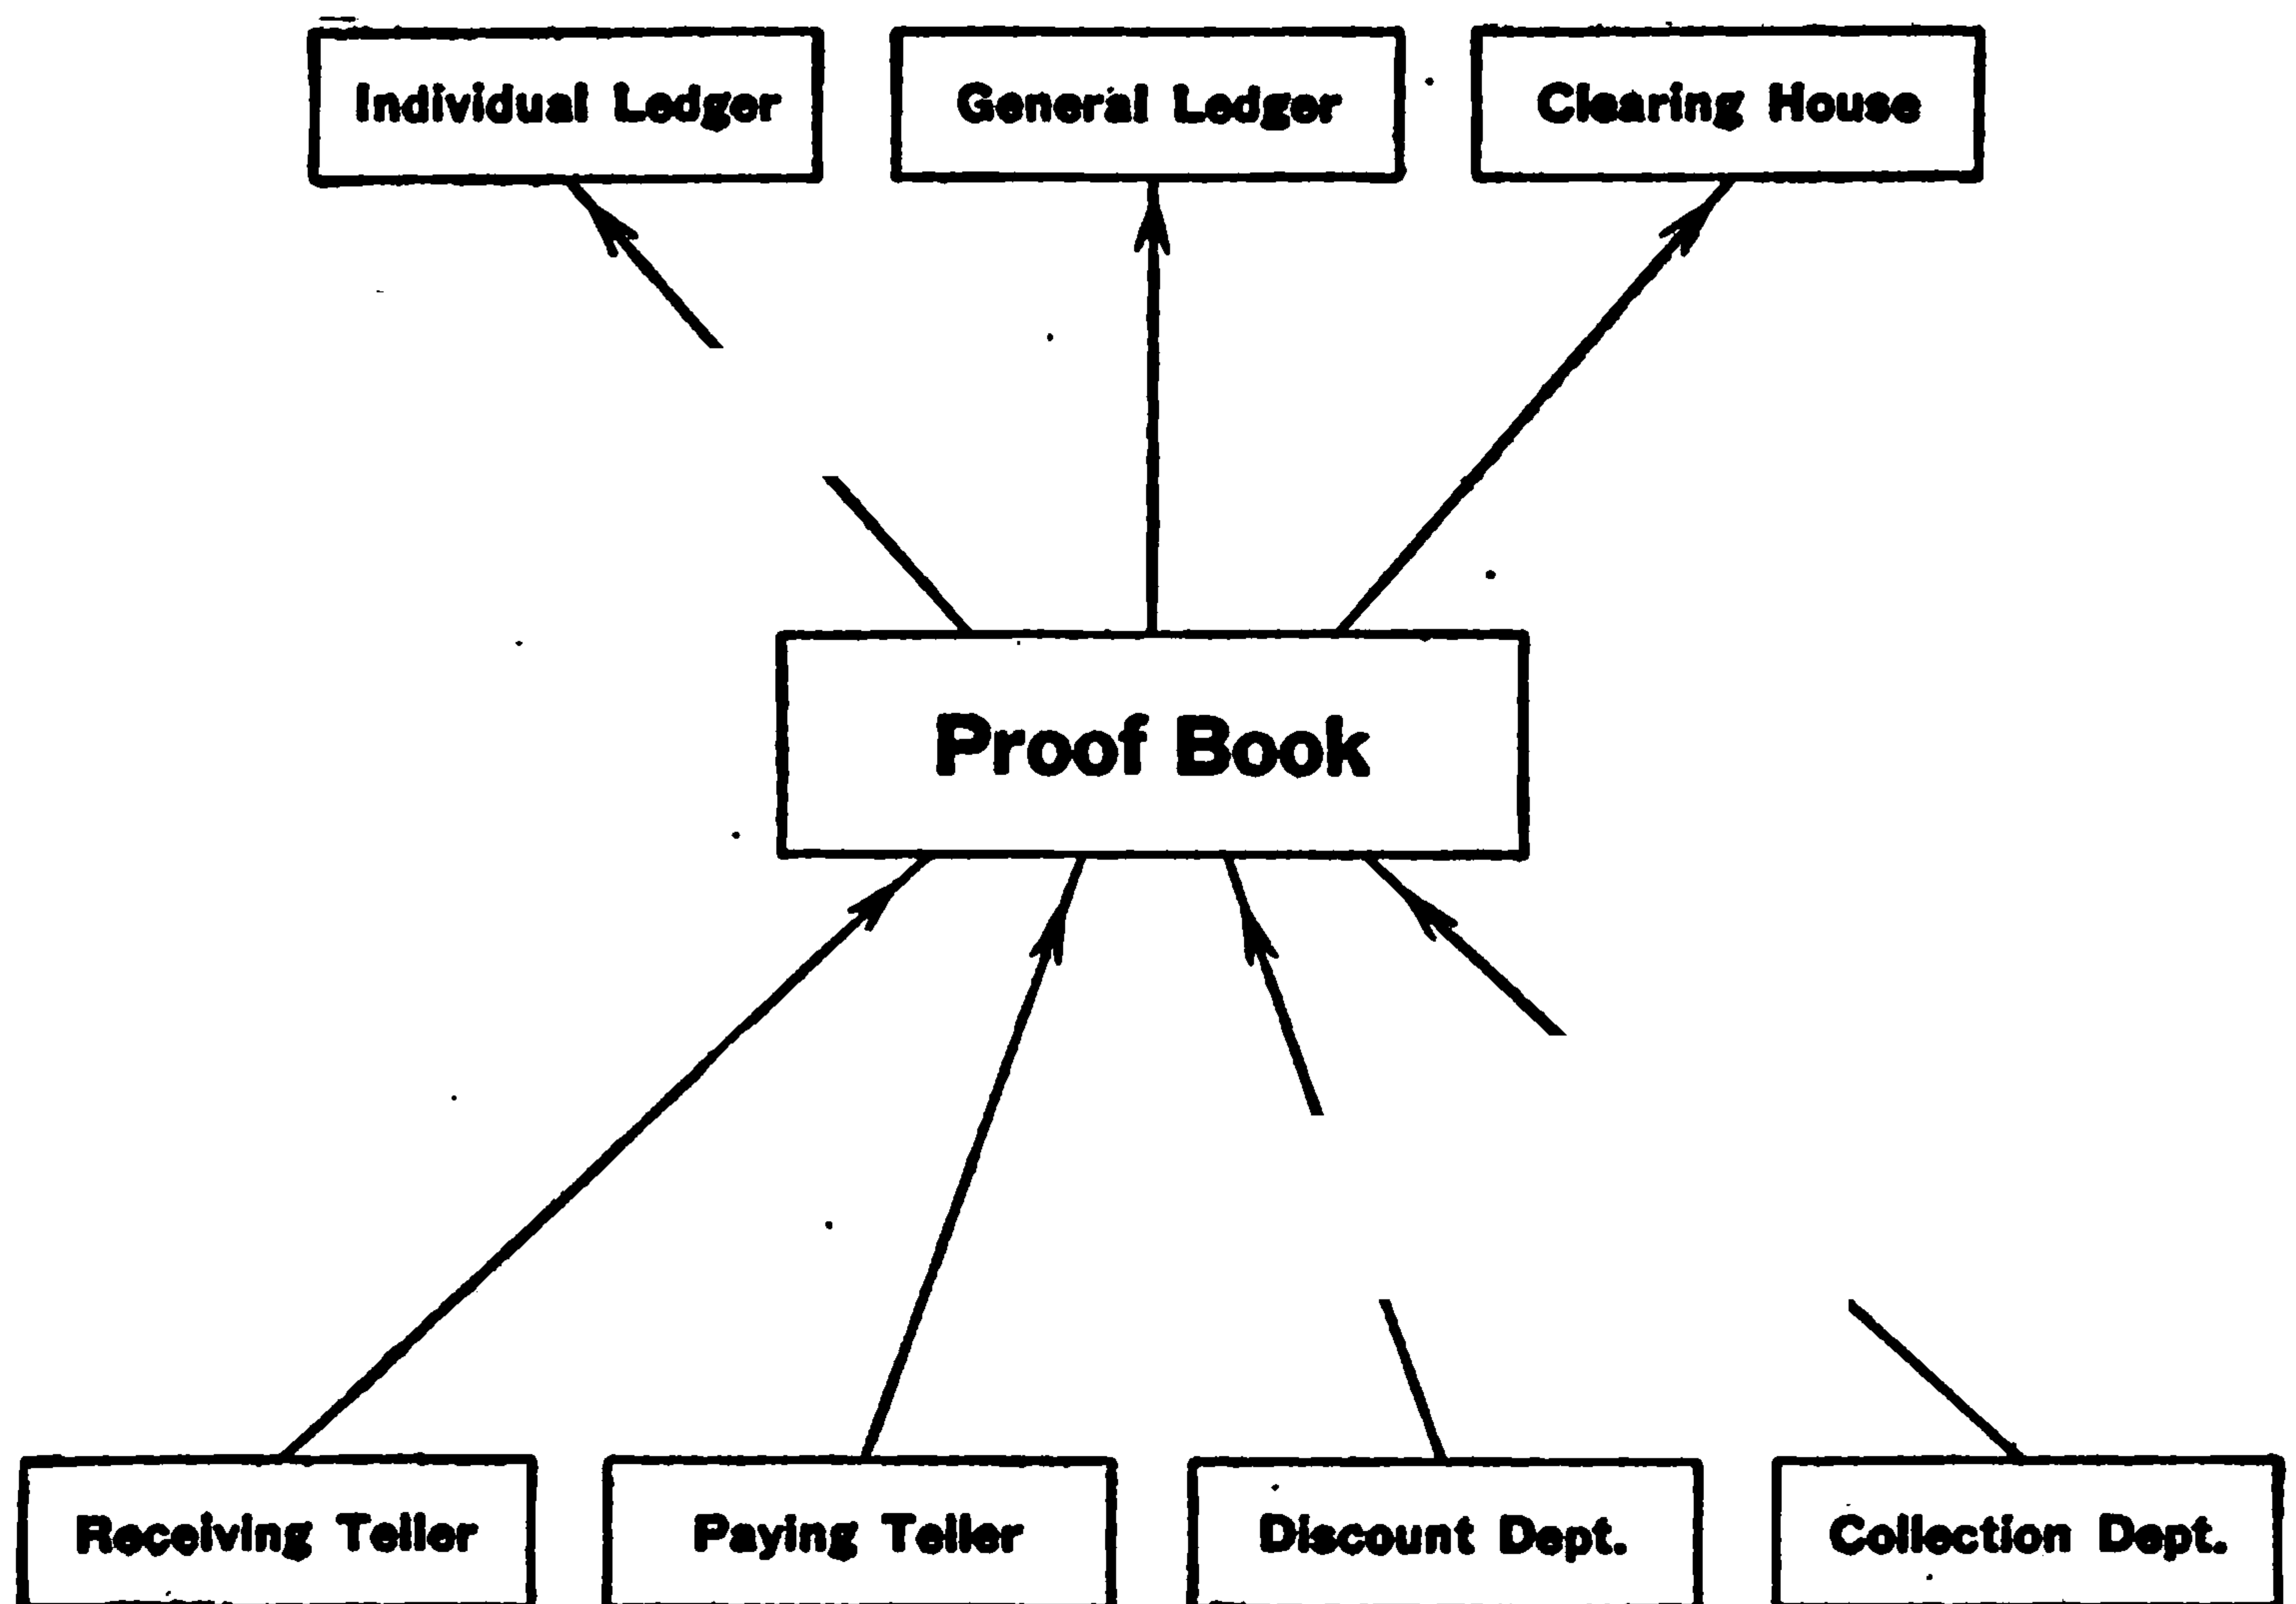 Individual Ledger
General Ledger
Clearing House
Proof Book
Receiving Teller
Paying Teller
Discount Dept.
Collection Dept.